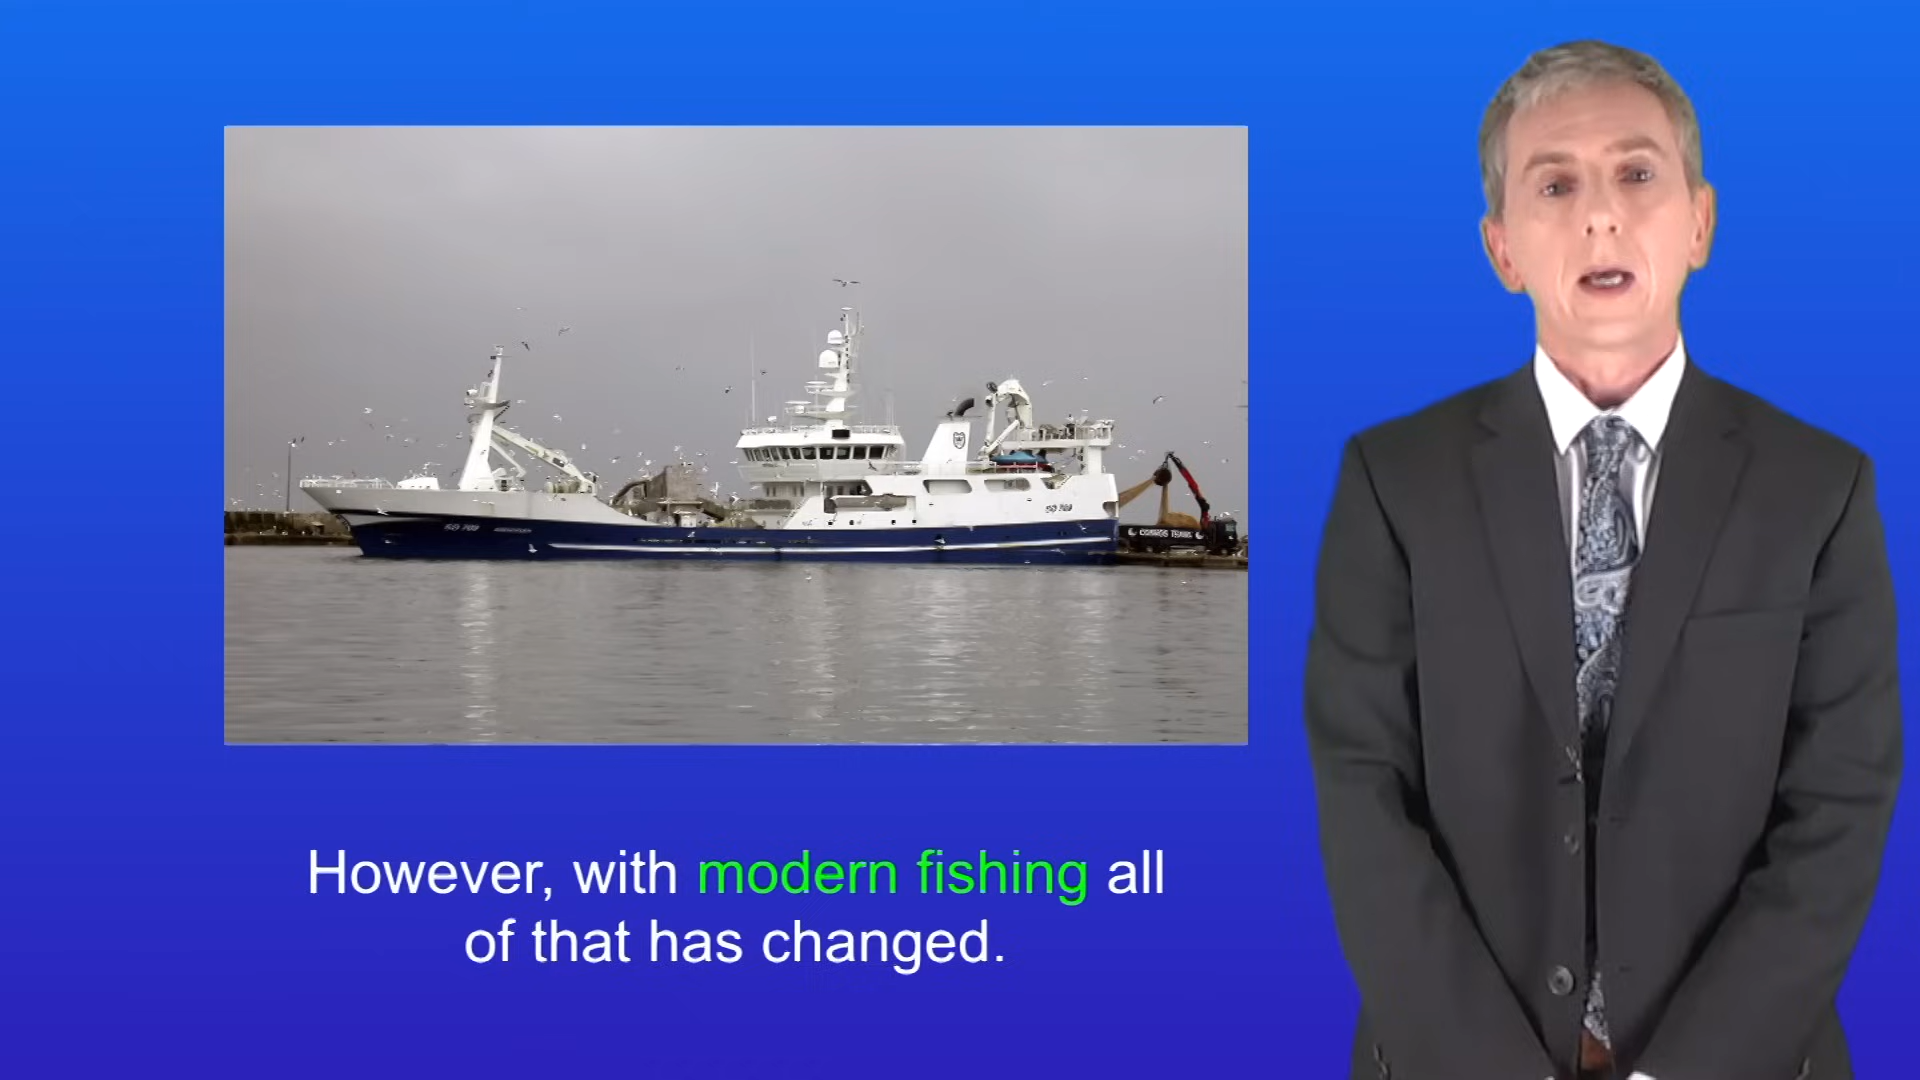 However, with modern fishing all
of that has changed.